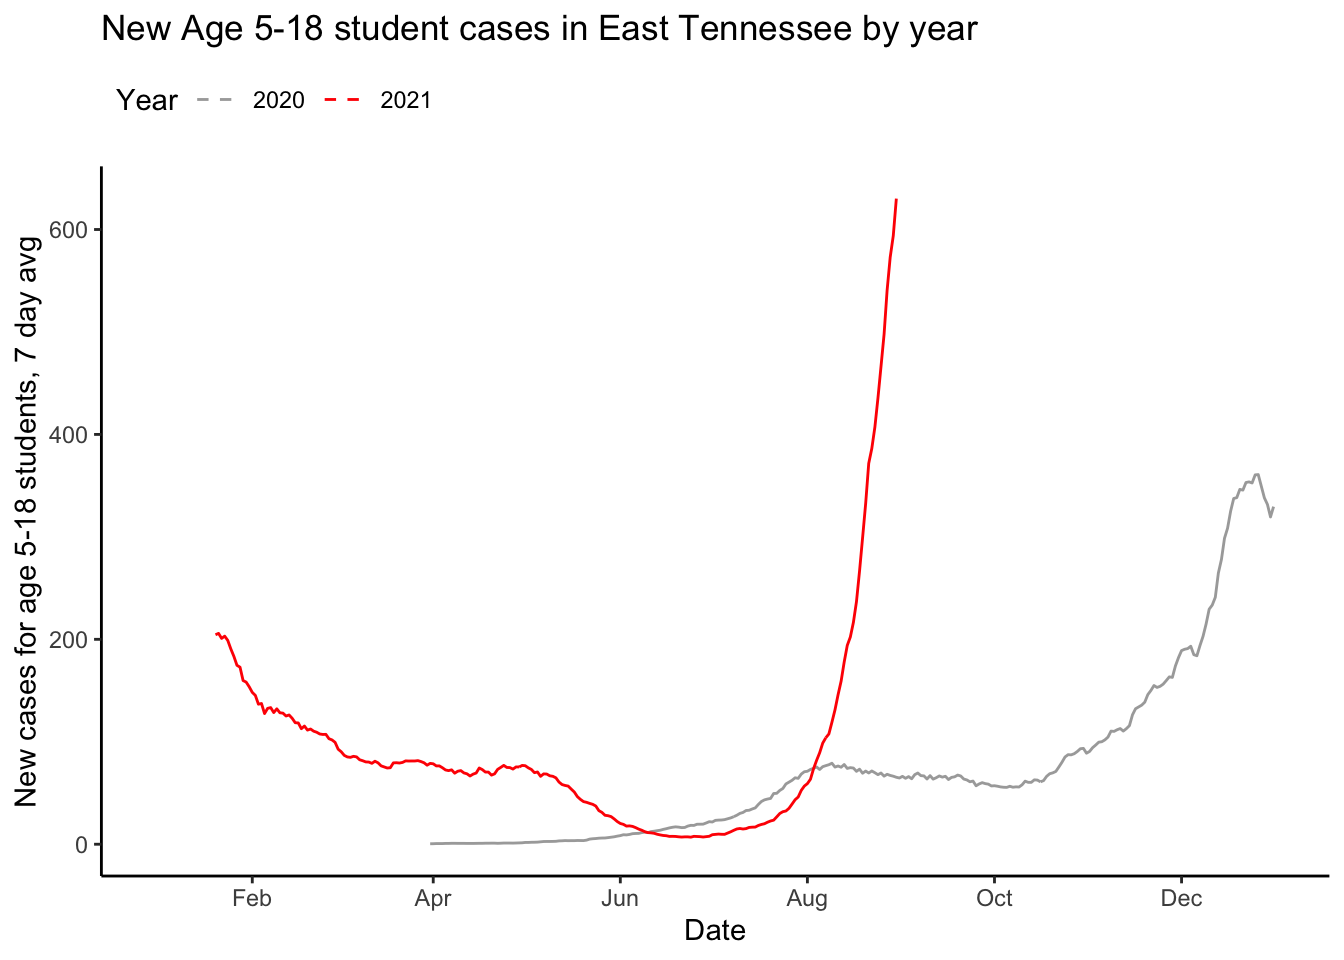 New Age 5-18 student cases in East Tennessee by year
Year 2020 2021
New cases for age 5-18 students, 7 day avg
600
400
200
0
Feb Apr Jun Aug Oct Dec
Date